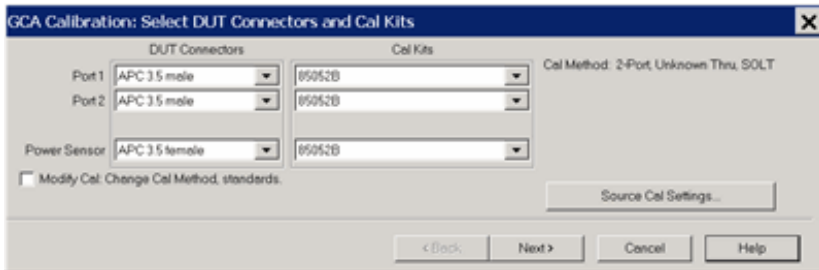 GCA Calibration: Select DUT Connectors and Cal Kits
DUT Connectors Cal Kits
Cal Method: 2-Port, Unknown Thru, SOLT
Port 1 APC 3.5 male 85052B
Port 2 APC 3.5 male 85052B
Power Sensor APC 3.5 female 85052B
Modify Cal: Change Cal Method, standards.
Source Cal Settings...
<Back Next> Cancel Help